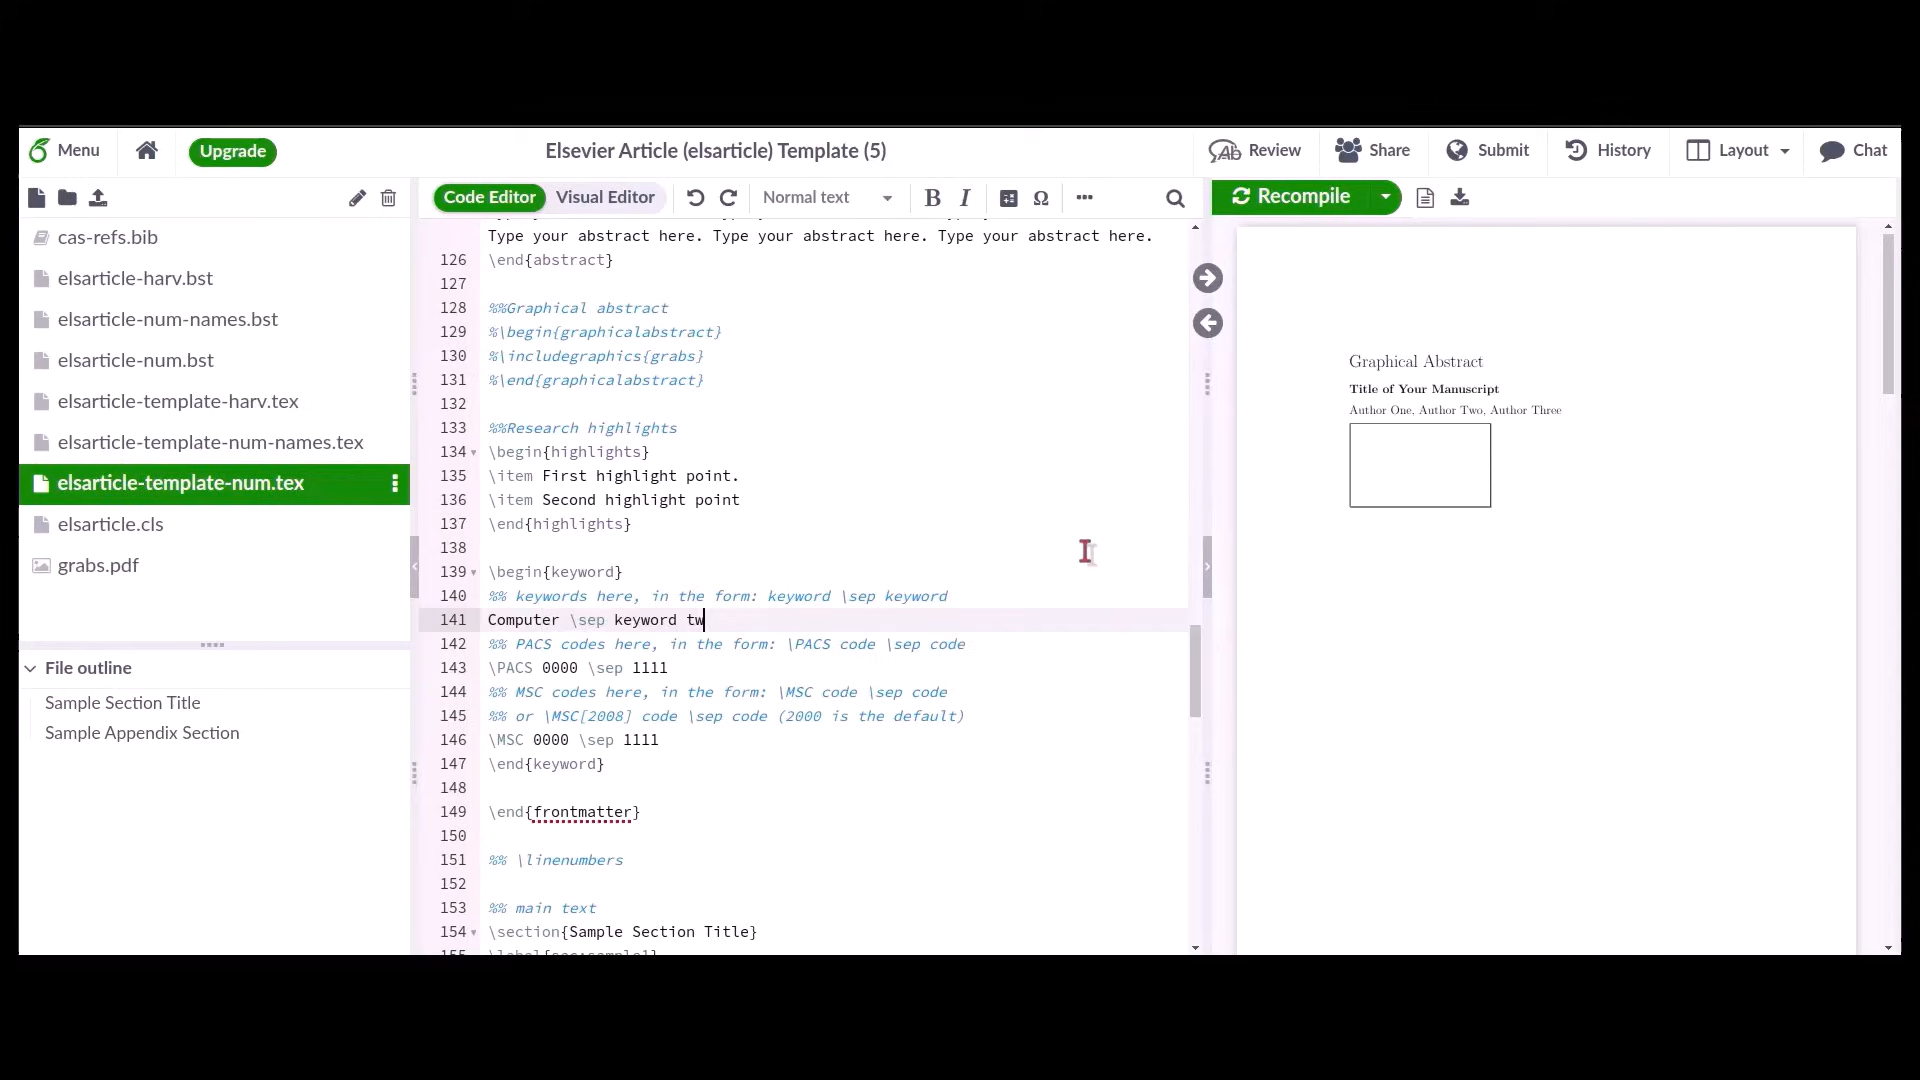 Menu
Upgrade
Elsevier Article (elsarticle) Template (5)
Review
Share
Submit
History
Layout
Chat
Code Editor
Visual Editor
Normal text
B
I
Ω
Recompile
cas-refs.bib
elsarticle-harv.bst
elsarticle-num-names.bst
elsarticle-num.bst
elsarticle-template-harv.tex
elsarticle-template-num-names.tex
elsarticle-template-num.tex
elsarticle.cls
grabs.pdf
File outline
Sample Section Title
Sample Appendix Section
Type your abstract here. Type your abstract here. Type your abstract here.
126 \end{abstract}
127
128 %%Graphical abstract
129 %\begin{graphicalabstract}
130 %\includegraphics{grabs}
131 %\end{graphicalabstract}
132
133 %%Research highlights
134 \begin{highlights}
135 \item First highlight point.
136 \item Second highlight point
137 \end{highlights}
138
139 \begin{keyword}
140 %% keywords here, in the form: keyword \sep keyword
141 Computer \sep keyword tw
142 %% PACS codes here, in the form: \PACS code \sep code
143 \PACS 0000 \sep 1111
144 %% MSC codes here, in the form: \MSC code \sep code
145 %% or \MSC[2008] code \sep code (2000 is the default)
146 \MSC 0000 \sep 1111
147 \end{keyword}
148
149 \end{frontmatter}
150
151 %% \linenumbers
152
153 %% main text
154 \section{Sample Section Title}
Graphical Abstract
Title of Your Manuscript
Author One, Author Two, Author Three